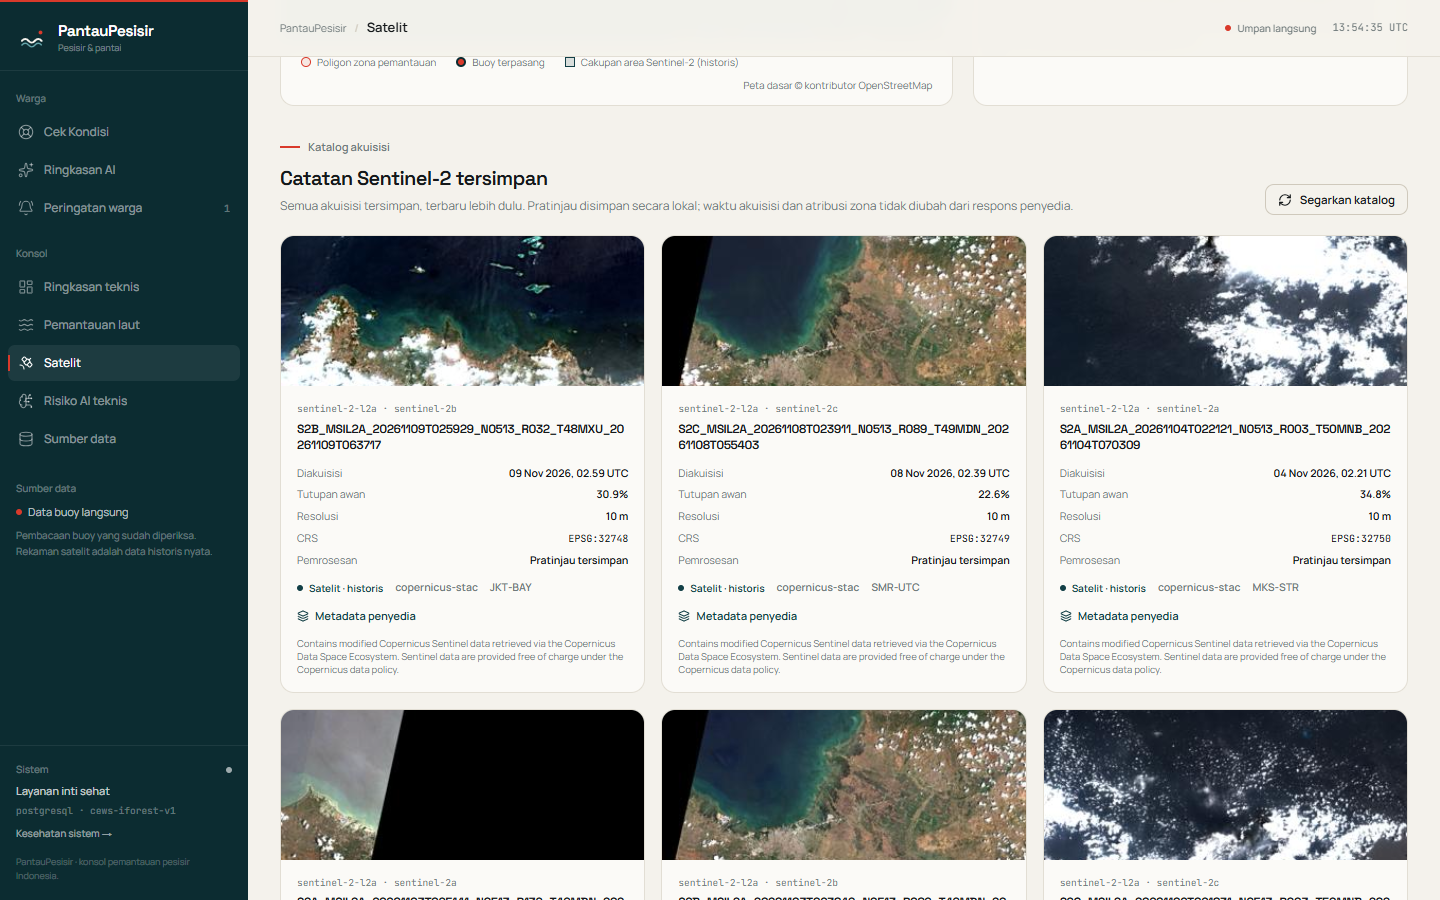 PantauPesisir
Pesisir & pantai
Warga
Cek Kondisi
Ringkasan AI
Peringatan warga 1
Konsol
Ringkasan teknis
Pemantauan laut
Satelit
Risiko AI teknis
Sumber data
Sumber data
Data buoy langsung
Pembacaan buoy yang sudah diperiksa.
Rekaman satelit adalah data historis nyata.
Sistem
Layanan inti sehat
postgresql · cews-iforest-v1
Kesehatan sistem →
PantauPesisir · konsol pemantauan pesisir
Indonesia.
PantauPesisir / Satelit
Umpan langsung 13:54:35 UTC
Poligon zona pemantauan Buoy terpasang Cakupan area Sentinel-2 (historis)
Peta dasar © kontributor OpenStreetMap
Katalog akuisisi
Catatan Sentinel-2 tersimpan
Semua akuisisi tersimpan, terbaru lebih dulu. Pratinjau disimpan secara lokal; waktu akuisisi dan atribusi zona tidak diubah dari respons penyedia.
Segarkan katalog
sentinel-2-l2a · sentinel-2b
S2B_MSIL2A_20261109T025929_N0513_R032_T48MXU_20
261109T063717
Diakuisisi 09 Nov 2026, 02.59 UTC
Tutupan awan 30.9%
Resolusi 10 m
CRS EPSG:32748
Pemrosesan Pratinjau tersimpan
Satelit · historis copernicus-stac JKT-BAY
Metadata penyedia
Contains modified Copernicus Sentinel data retrieved via the Copernicus
Data Space Ecosystem. Sentinel data are provided free of charge under the
Copernicus data policy.
sentinel-2-l2a · sentinel-2c
S2C_MSIL2A_20261108T023911_N0513_R089_T49MDN_202
61108T055403
Diakuisisi 08 Nov 2026, 02.39 UTC
Tutupan awan 22.6%
Resolusi 10 m
CRS EPSG:32749
Pemrosesan Pratinjau tersimpan
Satelit · historis copernicus-stac SMR-UTC
Metadata penyedia
Contains modified Copernicus Sentinel data retrieved via the Copernicus
Data Space Ecosystem. Sentinel data are provided free of charge under the
Copernicus data policy.
sentinel-2-l2a · sentinel-2a
S2A_MSIL2A_20261104T022121_N0513_R003_T50MNB_202
61104T070309
Diakuisisi 04 Nov 2026, 02.21 UTC
Tutupan awan 34.8%
Resolusi 10 m
CRS EPSG:32750
Pemrosesan Pratinjau tersimpan
Satelit · historis copernicus-stac MKS-STR
Metadata penyedia
Contains modified Copernicus Sentinel data retrieved via the Copernicus
Data Space Ecosystem. Sentinel data are provided free of charge under the
Copernicus data policy.
sentinel-2-l2a · sentinel-2a
sentinel-2-l2a · sentinel-2b
sentinel-2-l2a · sentinel-2c